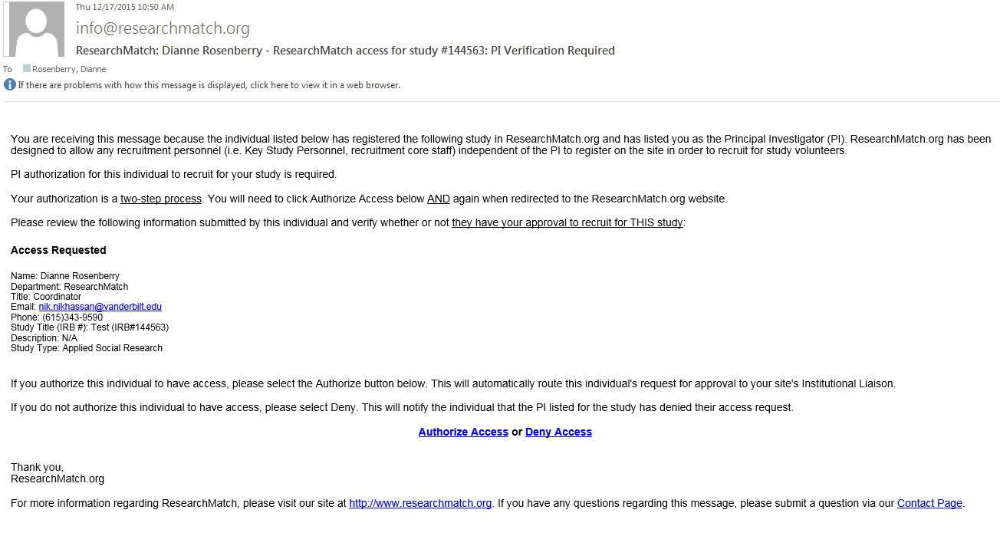 Thu 12/17/2015 10:50 AM
info@researchmatch.org
ResearchMatch: Dianne Rosenberry - ResearchMatch access for study #144563: PI Verification Required
To Rosenberry, Dianne
If there are problems with how this message is displayed, click here to view it in a web browser.
You are receiving this message because the individual listed below has registered the following study in ResearchMatch.org and has listed you as the Principal Investigator (PI). ResearchMatch.org has been
designed to allow any recruitment personnel (i.e. Key Study Personnel, recruitment core staff) independent of the PI to register on the site in order to recruit for study volunteers.
PI authorization for this individual to recruit for your study is required.
Your authorization is a two-step process. You will need to click Authorize Access below AND again when redirected to the ResearchMatch.org website.
Please review the following information submitted by this individual and verify whether or not they have your approval to recruit for THIS study:
Access Requested
Name: Dianne Rosenberry
Department: ResearchMatch
Title: Coordinator
Email: nik.nikhassan@vanderbilt.edu
Phone: (615)343-9590
Study Title (IRB #): Test (IRB#144563)
Description: N/A
Study Type: Applied Social Research
If you authorize this individual to have access, please select the Authorize button below. This will automatically route this individual's request for approval to your site's Institutional Liaison.
If you do not authorize this individual to have access, please select Deny. This will notify the individual that the PI listed for the study has denied their access request.
Authorize Access or Deny Access
Thank you,
ResearchMatch.org
For more information regarding ResearchMatch, please visit our site at http://www.researchmatch.org. If you have any questions regarding this message, please submit a question via our Contact Page.